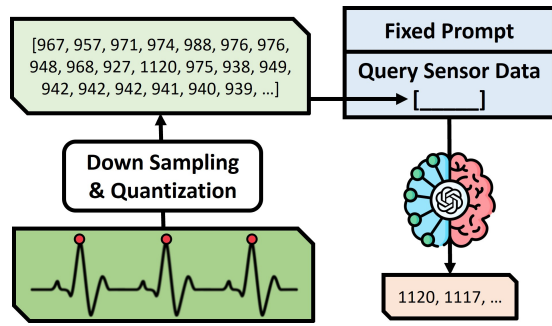 [967, 957, 971, 974, 988, 976, 976,
948, 968, 927, 1120, 975, 938, 949,
942, 942, 942, 941, 940, 939, ...]
Fixed Prompt
Query Sensor Data
[_____]
Down Sampling
& Quantization
1120, 1117, ...